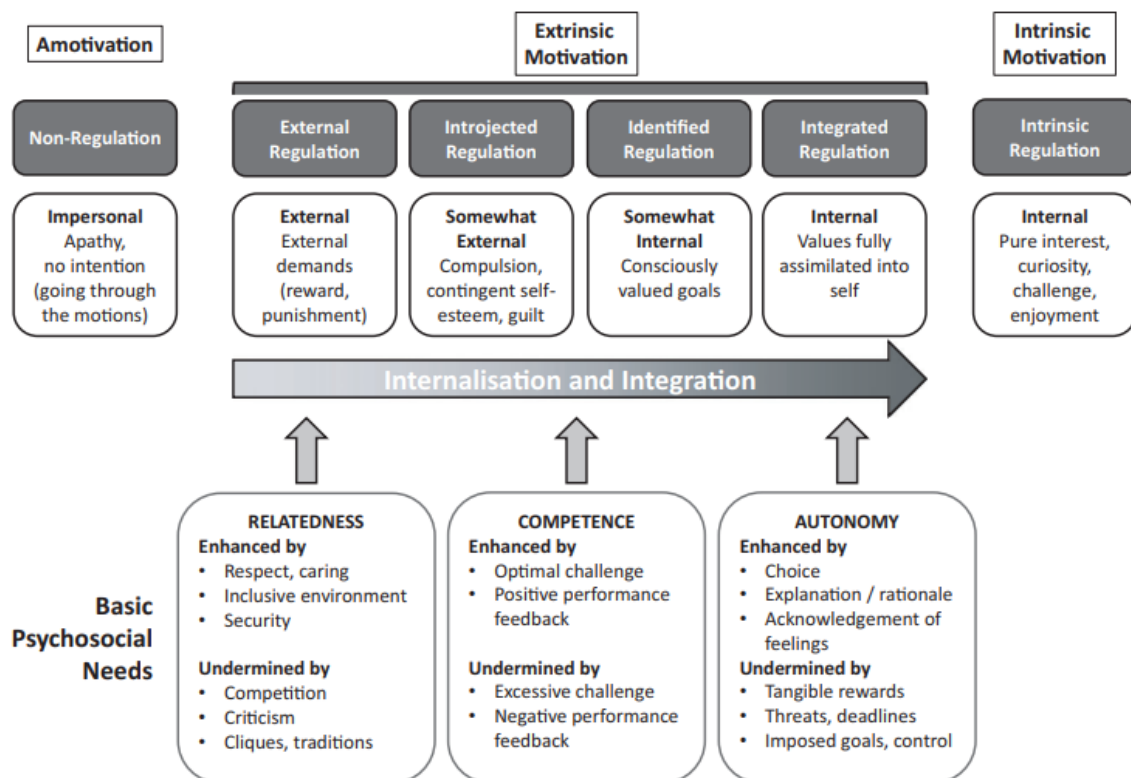 Amotivation
Extrinsic
Motivation
Intrinsic
Motivation
Non-Regulation
External
Regulation
Introjected
Regulation
Identified
Regulation
Integrated
Regulation
Intrinsic
Regulation
Impersonal
Apathy,
no intention
(going through
the motions)
External
External
demands
(reward,
punishment)
Somewhat
External
Compulsion,
contingent self-
esteem, guilt
Somewhat
Internal
Consciously
valued goals
Internal
Values fully
assimilated into
self
Internal
Pure interest,
curiosity,
challenge,
enjoyment
Internalisation and Integration
Basic
Psychosocial
Needs
RELATEDNESS
Enhanced by
• Respect, caring
• Inclusive environment
• Security
Undermined by
• Competition
• Criticism
• Cliques, traditions
COMPETENCE
Enhanced by
• Optimal challenge
• Positive performance
feedback
Undermined by
• Excessive challenge
• Negative performance
feedback
AUTONOMY
Enhanced by
• Choice
• Explanation / rationale
• Acknowledgement of
feelings
Undermined by
• Tangible rewards
• Threats, deadlines
• Imposed goals, control